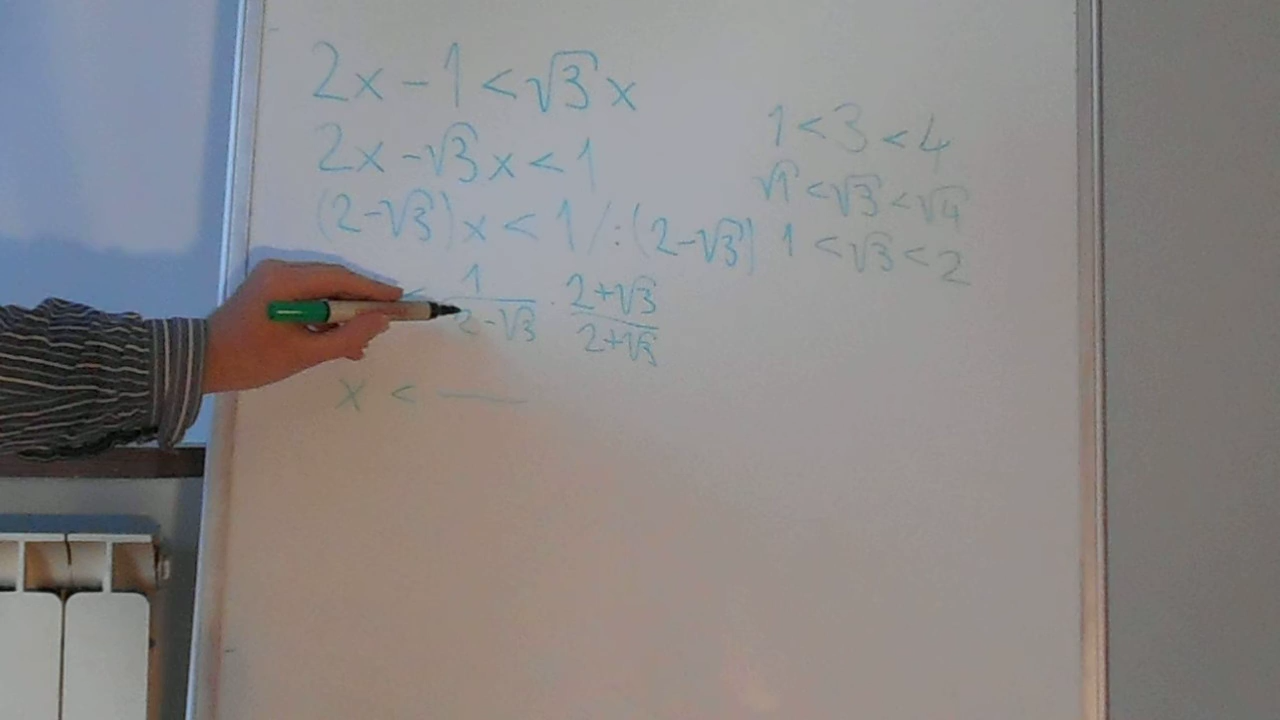 2x - 1 < √3 x
2x - √3 x < 1
(2-√3)x < 1 / :(2-√3)
< 1/(2-√3) · (2+√3)/(2+√3)
x <
1 < 3 < 4
√1 < √3 < √4
1 < √3 < 2